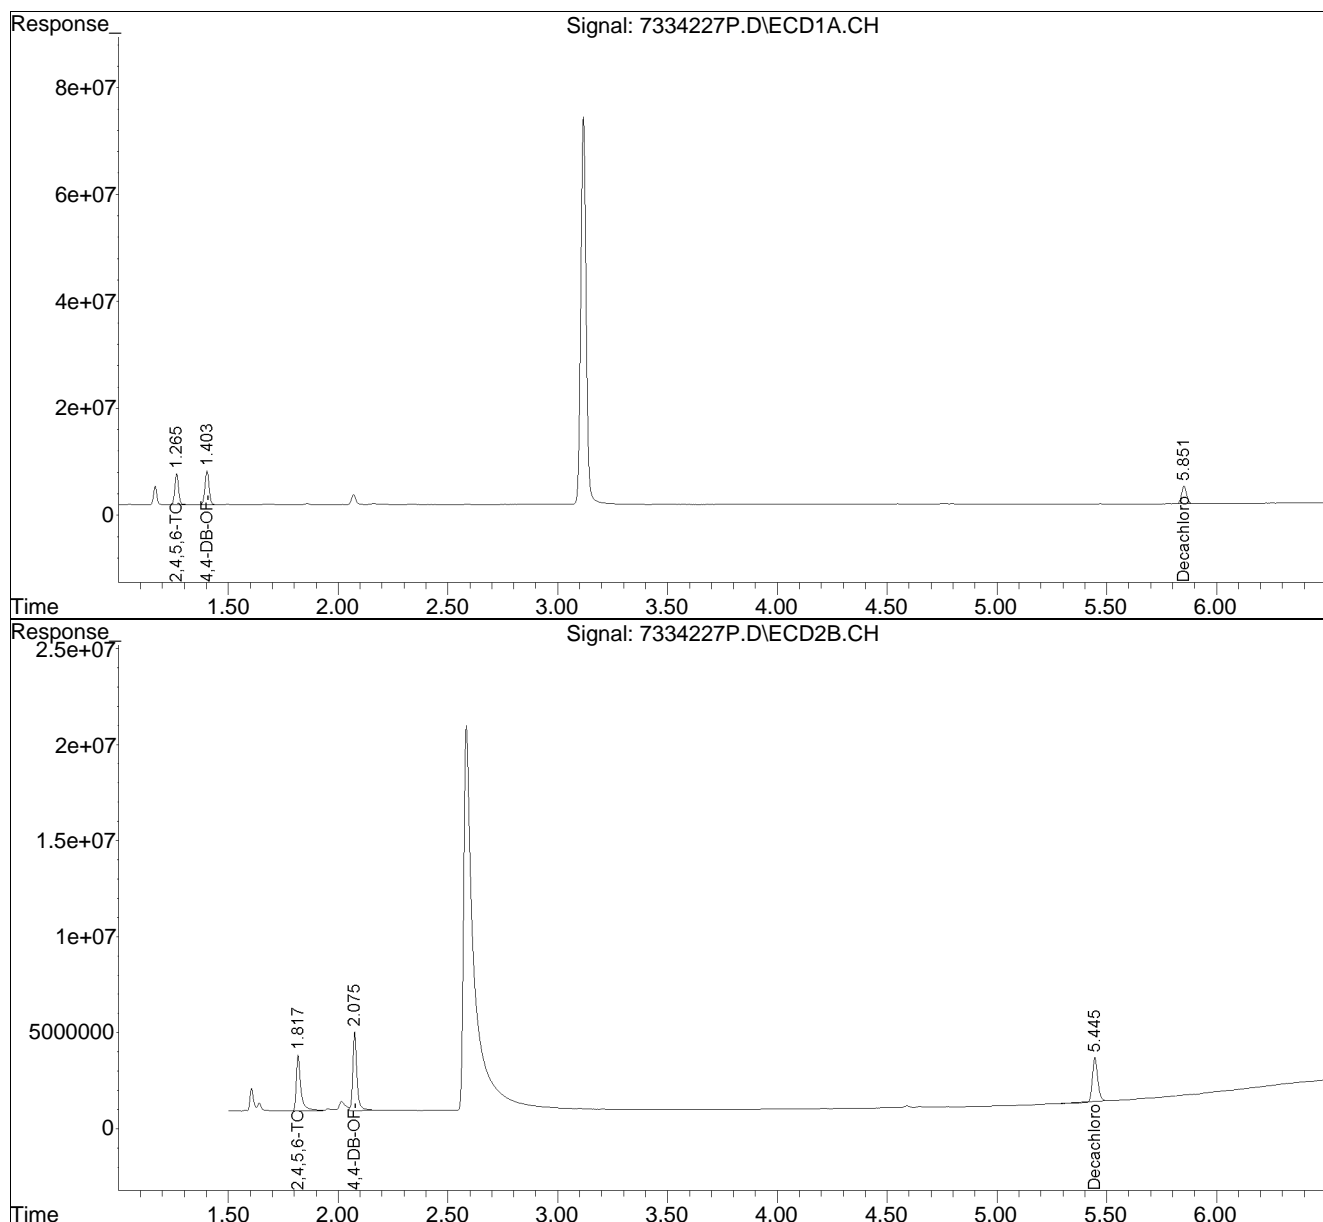 Response_
Signal: 7334227P.D\ECD1A.CH
8e+07
6e+07
4e+07
2e+07
0
1.265
2,4,5,6-TC
1.403
4,4-DB-OF
5.851
Decachloro
Time
1.50 2.00 2.50 3.00 3.50 4.00 4.50 5.00 5.50 6.00
Response_
Signal: 7334227P.D\ECD2B.CH
2.5e+07
2e+07
1.5e+07
1e+07
5000000
0
1.817
2,4,5,6-TC
2.075
4,4-DB-OF
5.445
Decachloro
Time
1.50 2.00 2.50 3.00 3.50 4.00 4.50 5.00 5.50 6.00